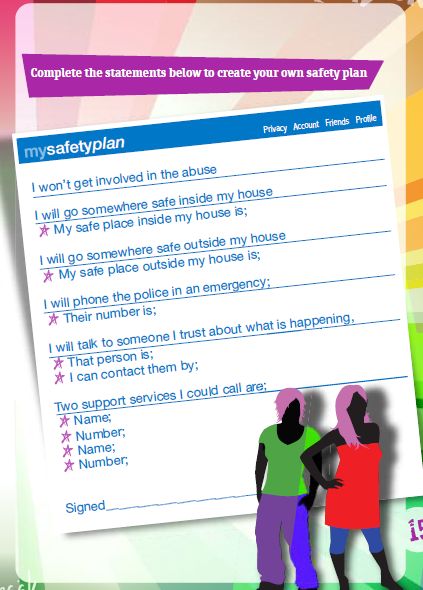 Complete the statements below to create your own safety plan
mysafetyplan
Privacy Account Friends Profile
I won't get involved in the abuse
I will go somewhere safe inside my house
My safe place inside my house is;
I will go somewhere safe outside my house
My safe place outside my house is;
I will phone the police in an emergency;
Their number is;
I will talk to someone I trust about what is happening,
That person is;
I can contact them by;
Two support services I could call are;
Name;
Number;
Name;
Number;
Signed